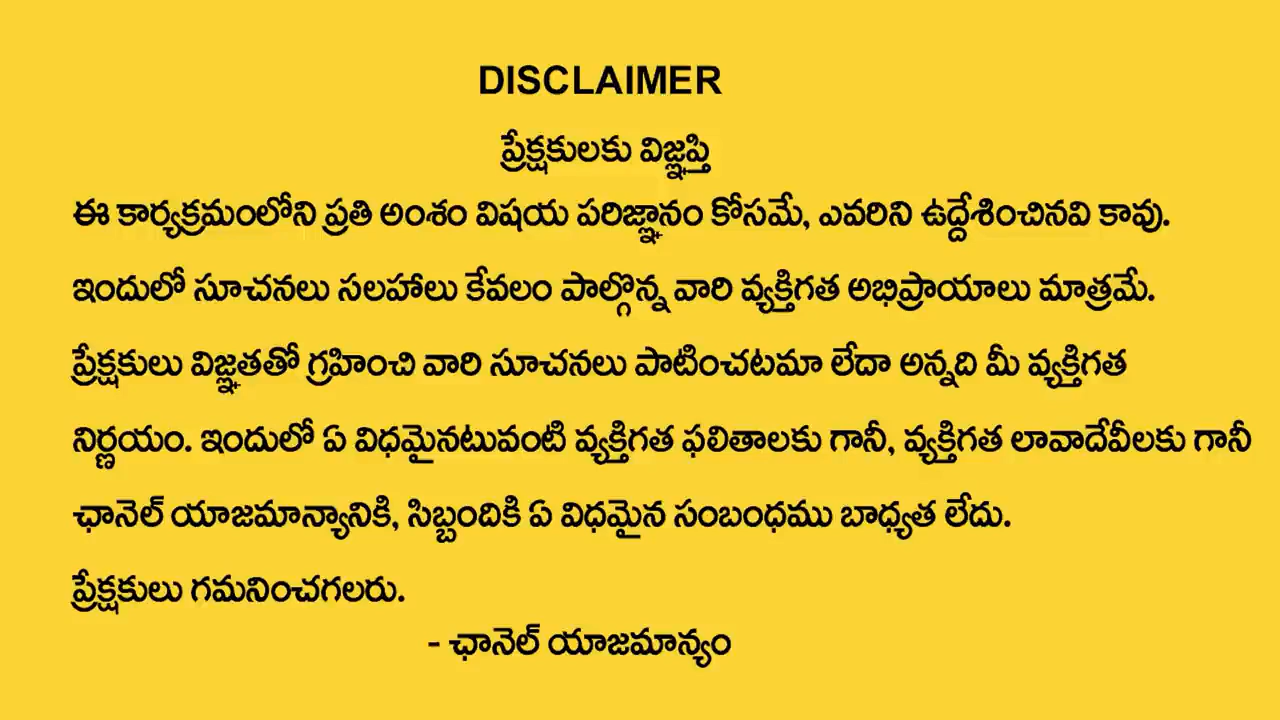 DISCLAIMER
ప్రేక్షకులకు విజ్ఞప్తి
ఈ కార్యక్రమంలోని ప్రతి అంశం విషయ పరిజ్ఞానం కోసమే, ఎవరిని ఉద్దేశించినవి కావు.
ఇందులో సూచనలు సలహాలు కేవలం పాల్గొన్న వారి వ్యక్తిగత అభిప్రాయాలు మాత్రమే.
ప్రేక్షకులు విజ్ఞతతో గ్రహించి వారి సూచనలు పాటించటమా లేదా అన్నది మీ వ్యక్తిగత
నిర్ణయం. ఇందులో ఏ విధమైనటువంటి వ్యక్తిగత ఫలితాలకు గానీ, వ్యక్తిగత లావాదేవీలకు గానీ
ఛానెల్ యాజమాన్యానికి, సిబ్బందికి ఏ విధమైన సంబంధము బాధ్యత లేదు.
ప్రేక్షకులు గమనించగలరు.
- ఛానెల్ యాజమాన్యం